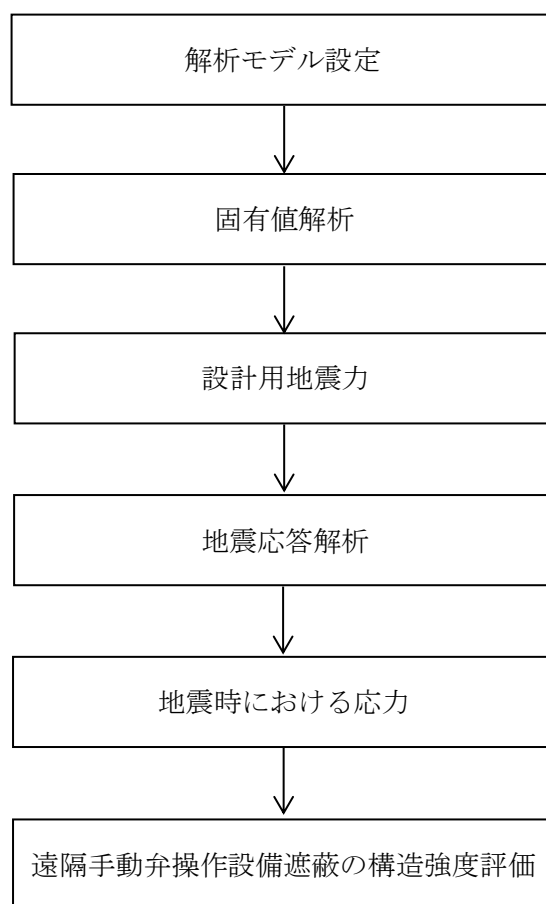 解析モデル設定
固有値解析
設計用地震力
地震応答解析
地震時における応力
遠隔手動弁操作設備遮蔽の構造強度評価